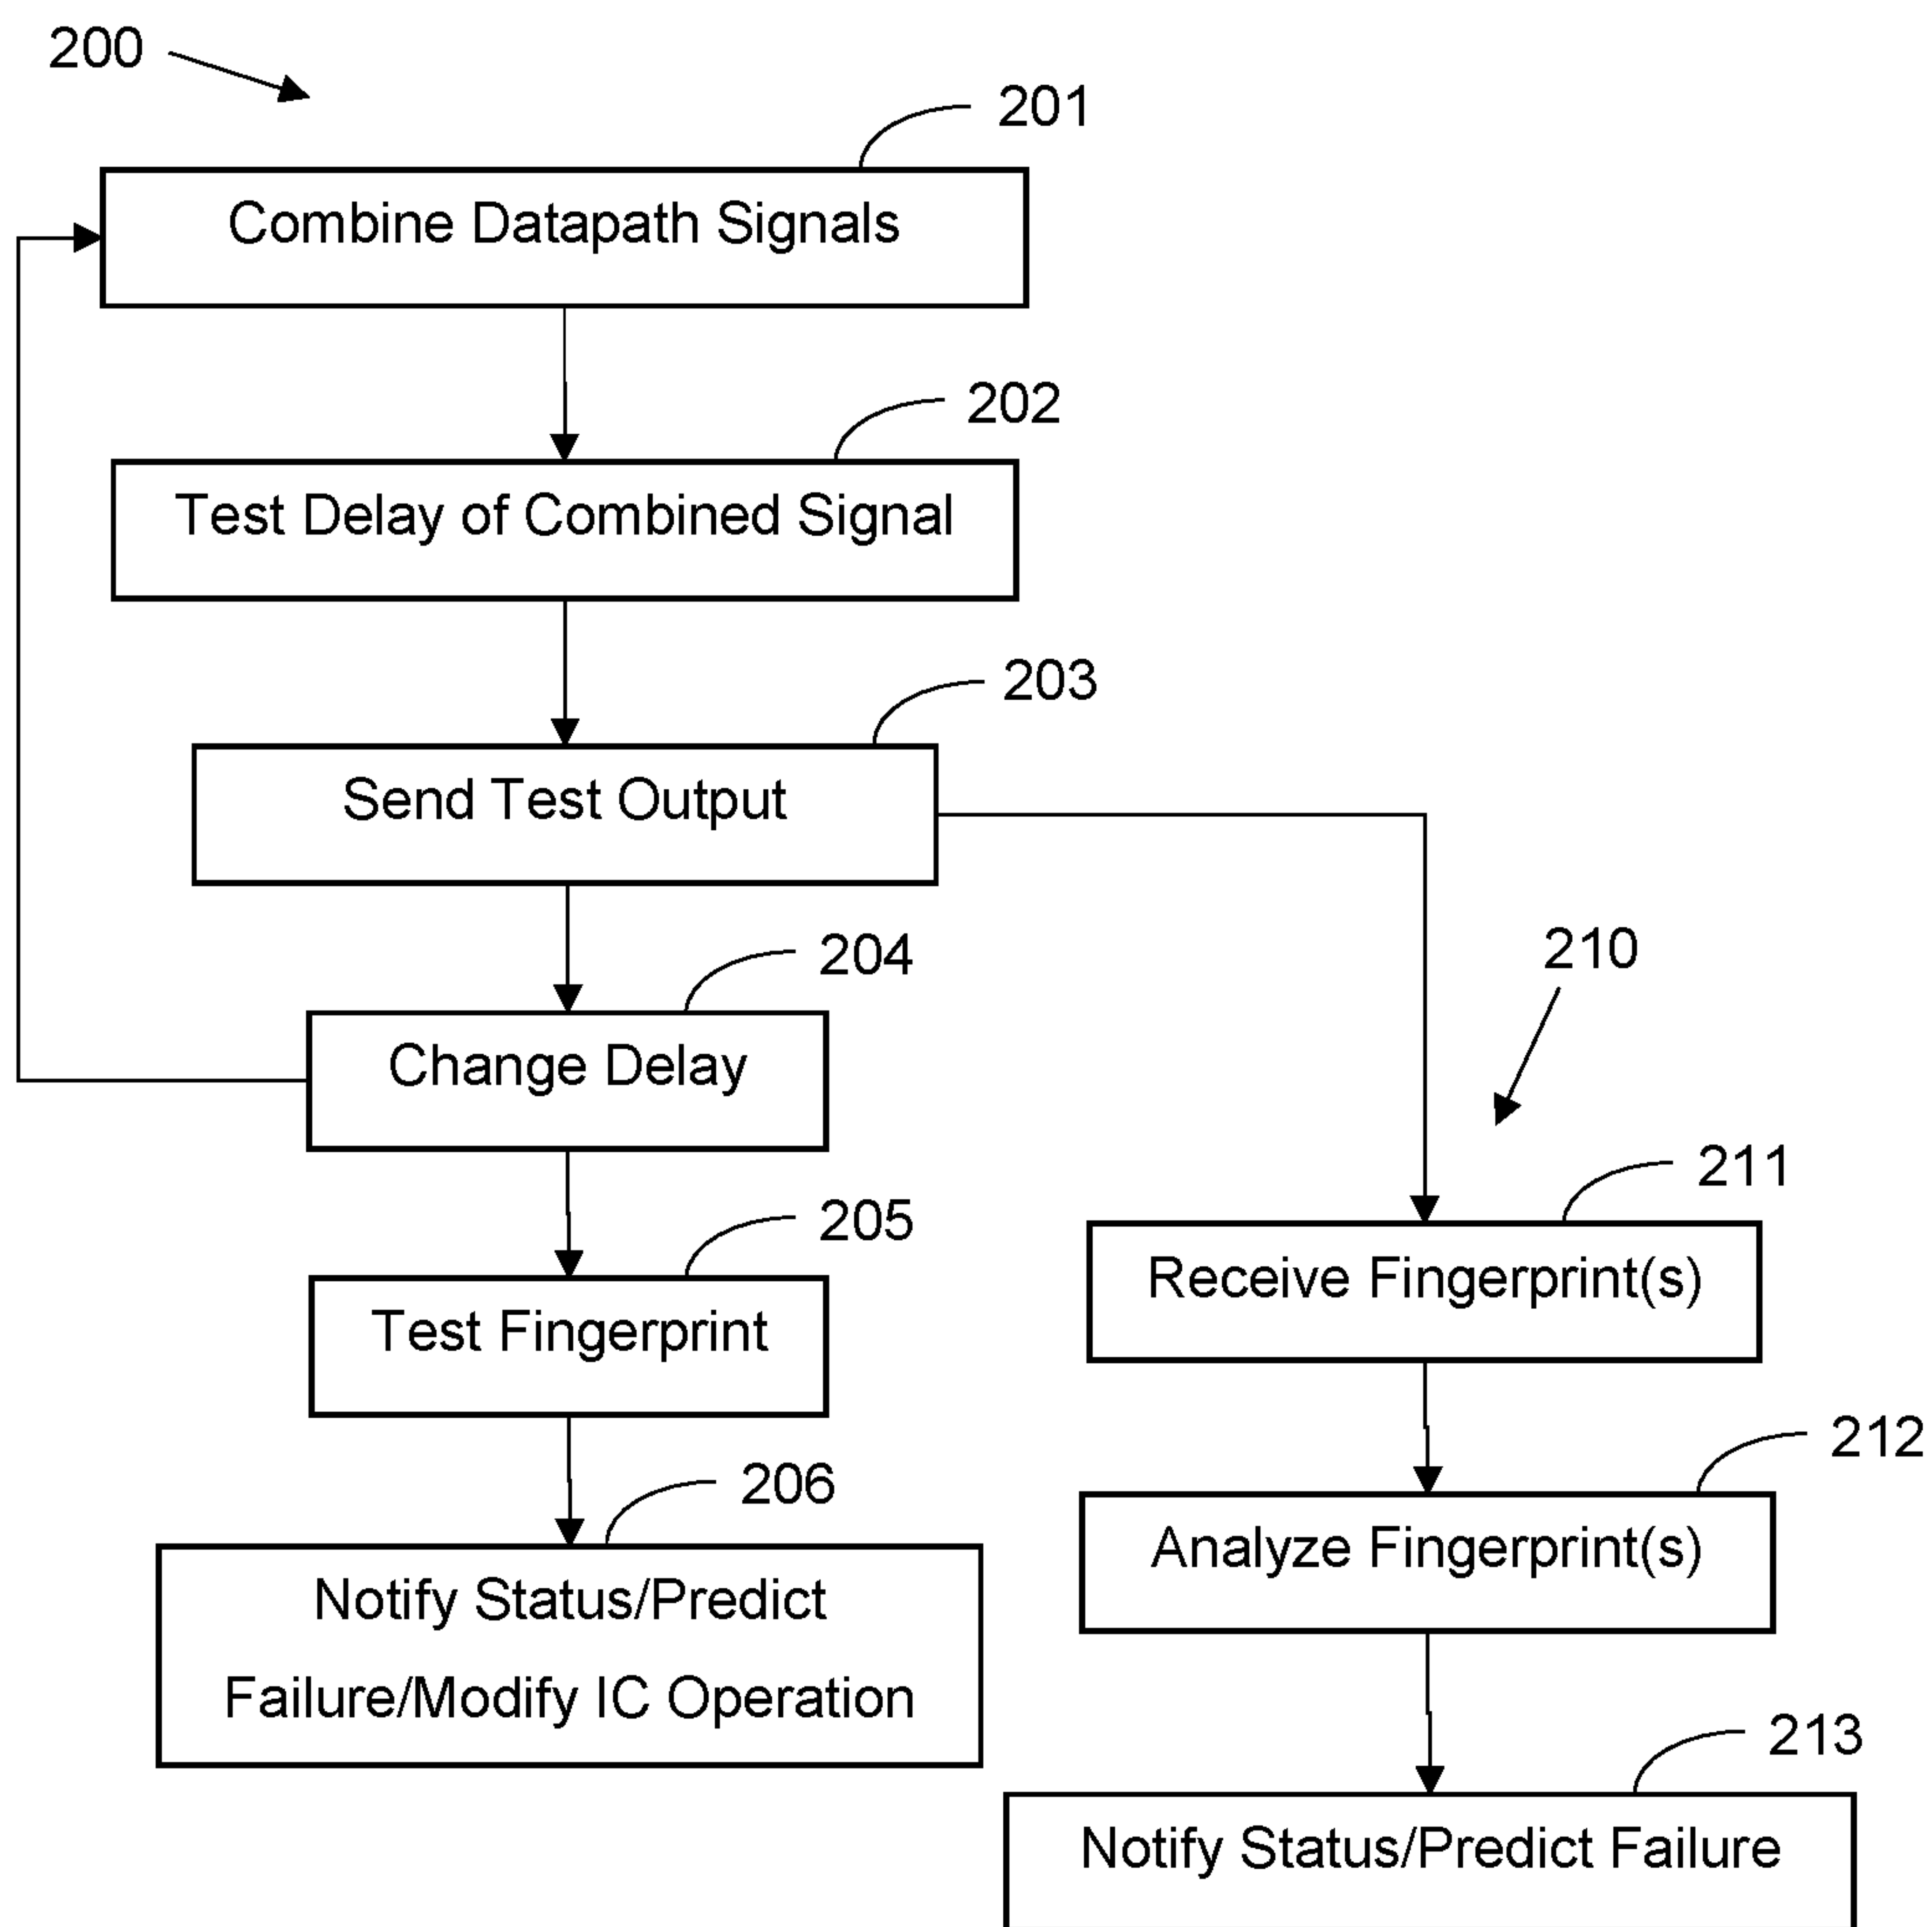 200
201
Combine Datapath Signals
202
Test Delay of Combined Signal
203
Send Test Output
204
Change Delay
205
Test Fingerprint
206
Notify Status/Predict
Failure/Modify IC Operation
210
211
Receive Fingerprint(s)
212
Analyze Fingerprint(s)
213
Notify Status/Predict Failure